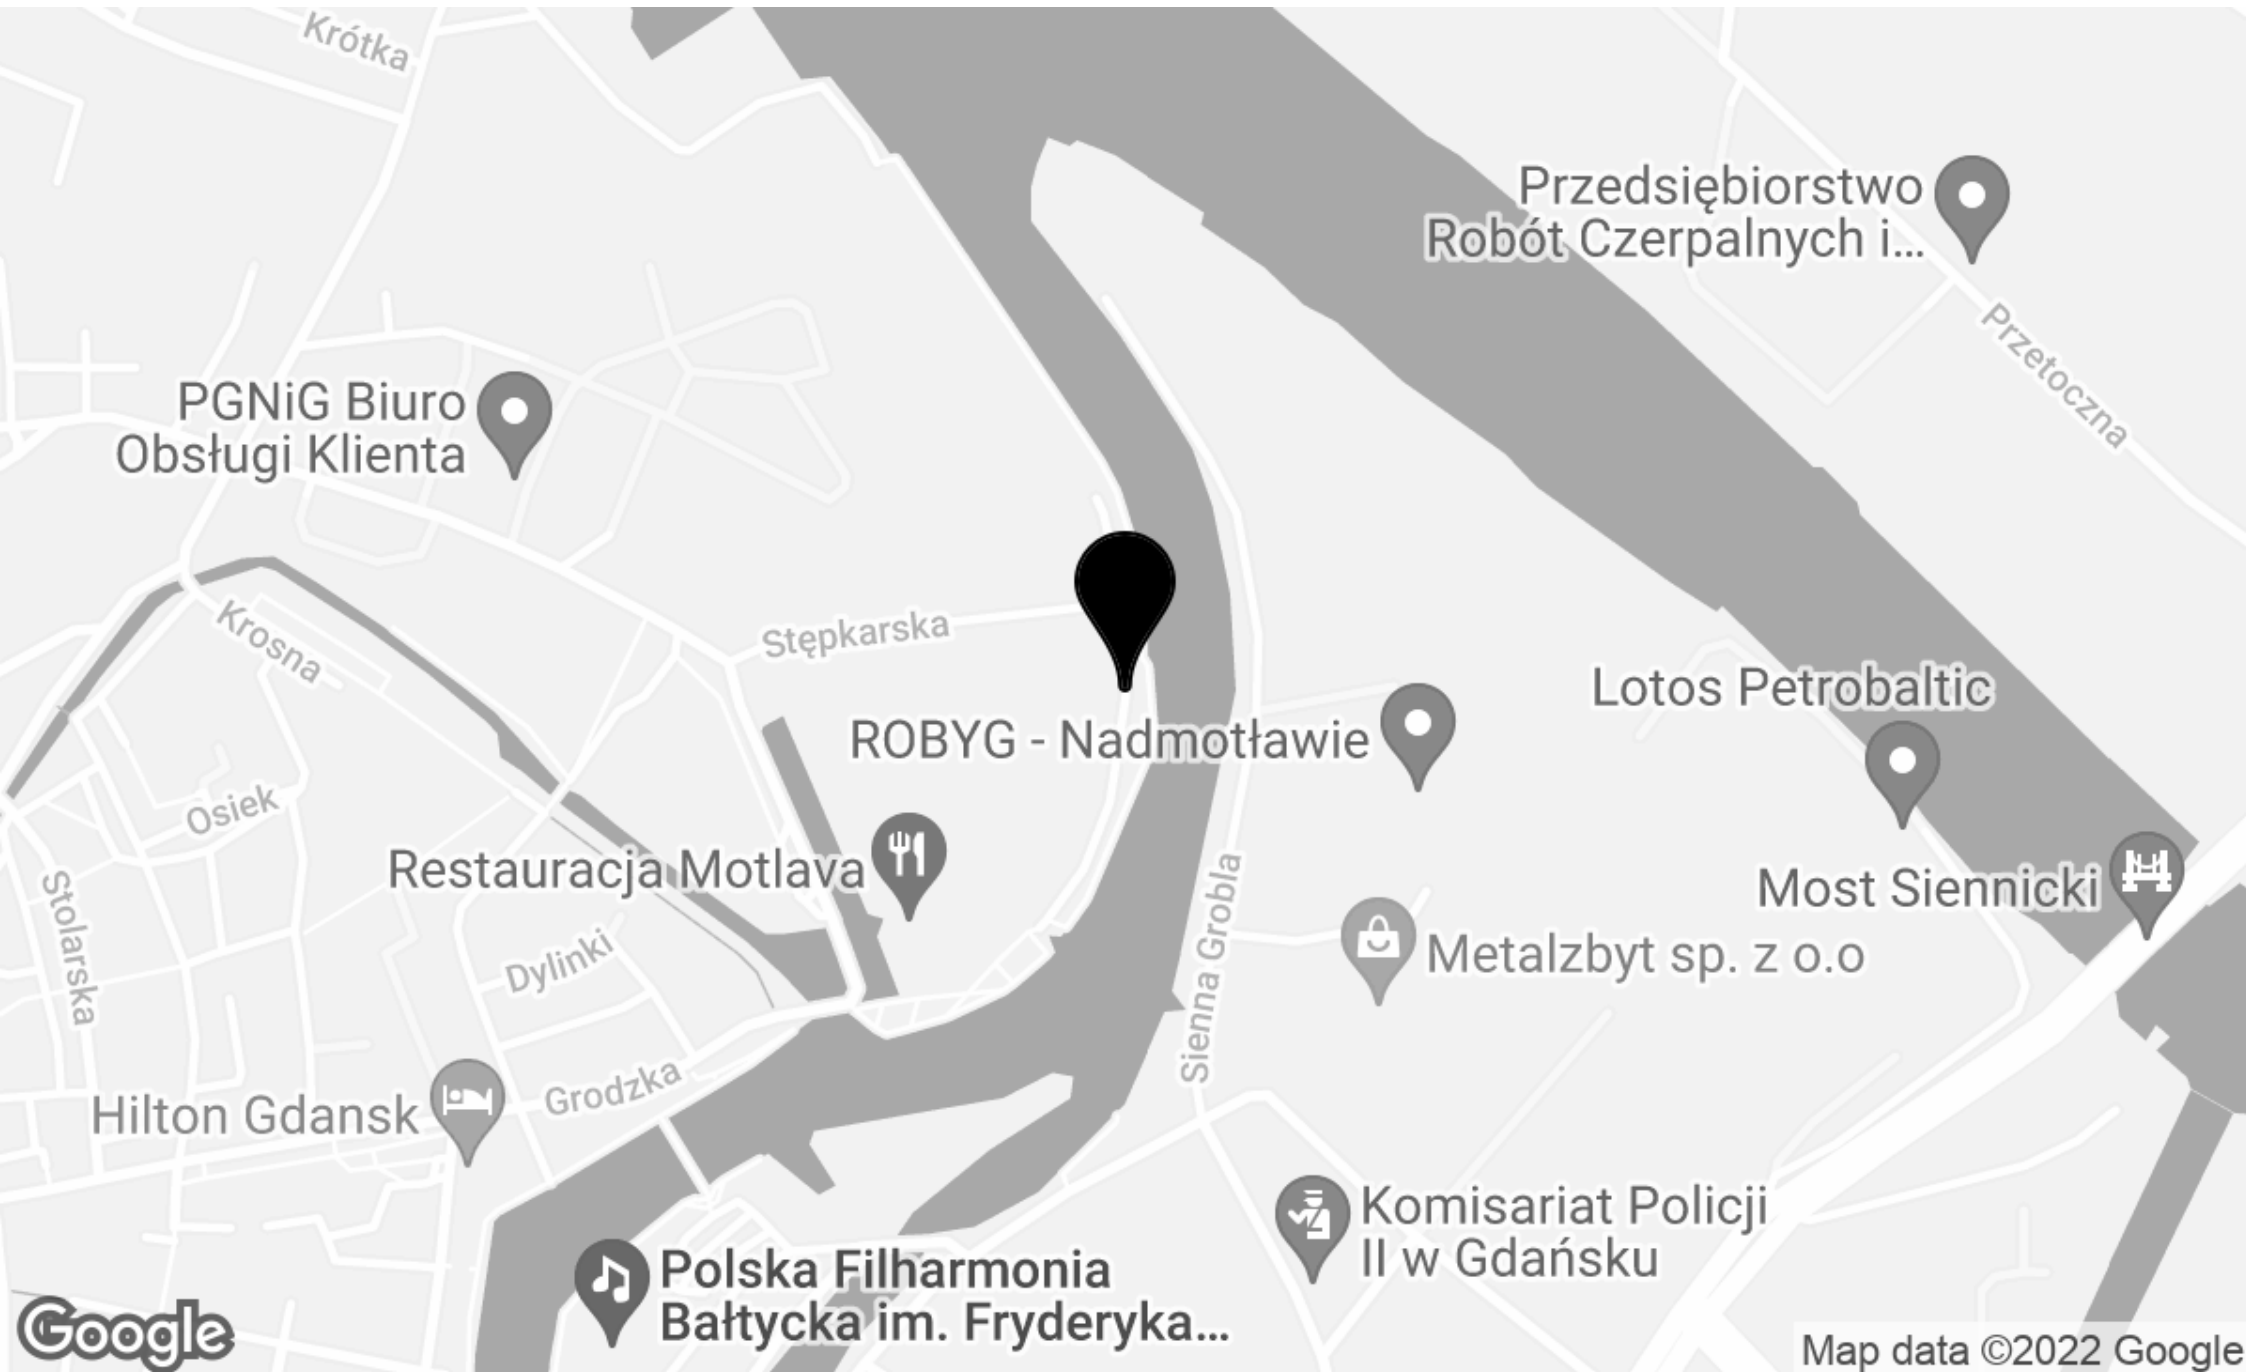 Krótka
Przedsiębiorstwo
Robót Czerpalnych i...
Przetoczna
PGNiG Biuro
Obsługi Klienta
Krosna
Stępkarska
Lotos Petrobaltic
ROBYG - Nadmotławie
Osiek
Restauracja Motlava
Stolarska
Most Siennicki
Sienna Grobla
Metalzbyt sp. z o.o
Dylinki
Grodzka
Hilton Gdansk
Komisariat Policji
II w Gdańsku
Polska Filharmonia
Bałtycka im. Fryderyka...
Google
Map data ©2022 Google